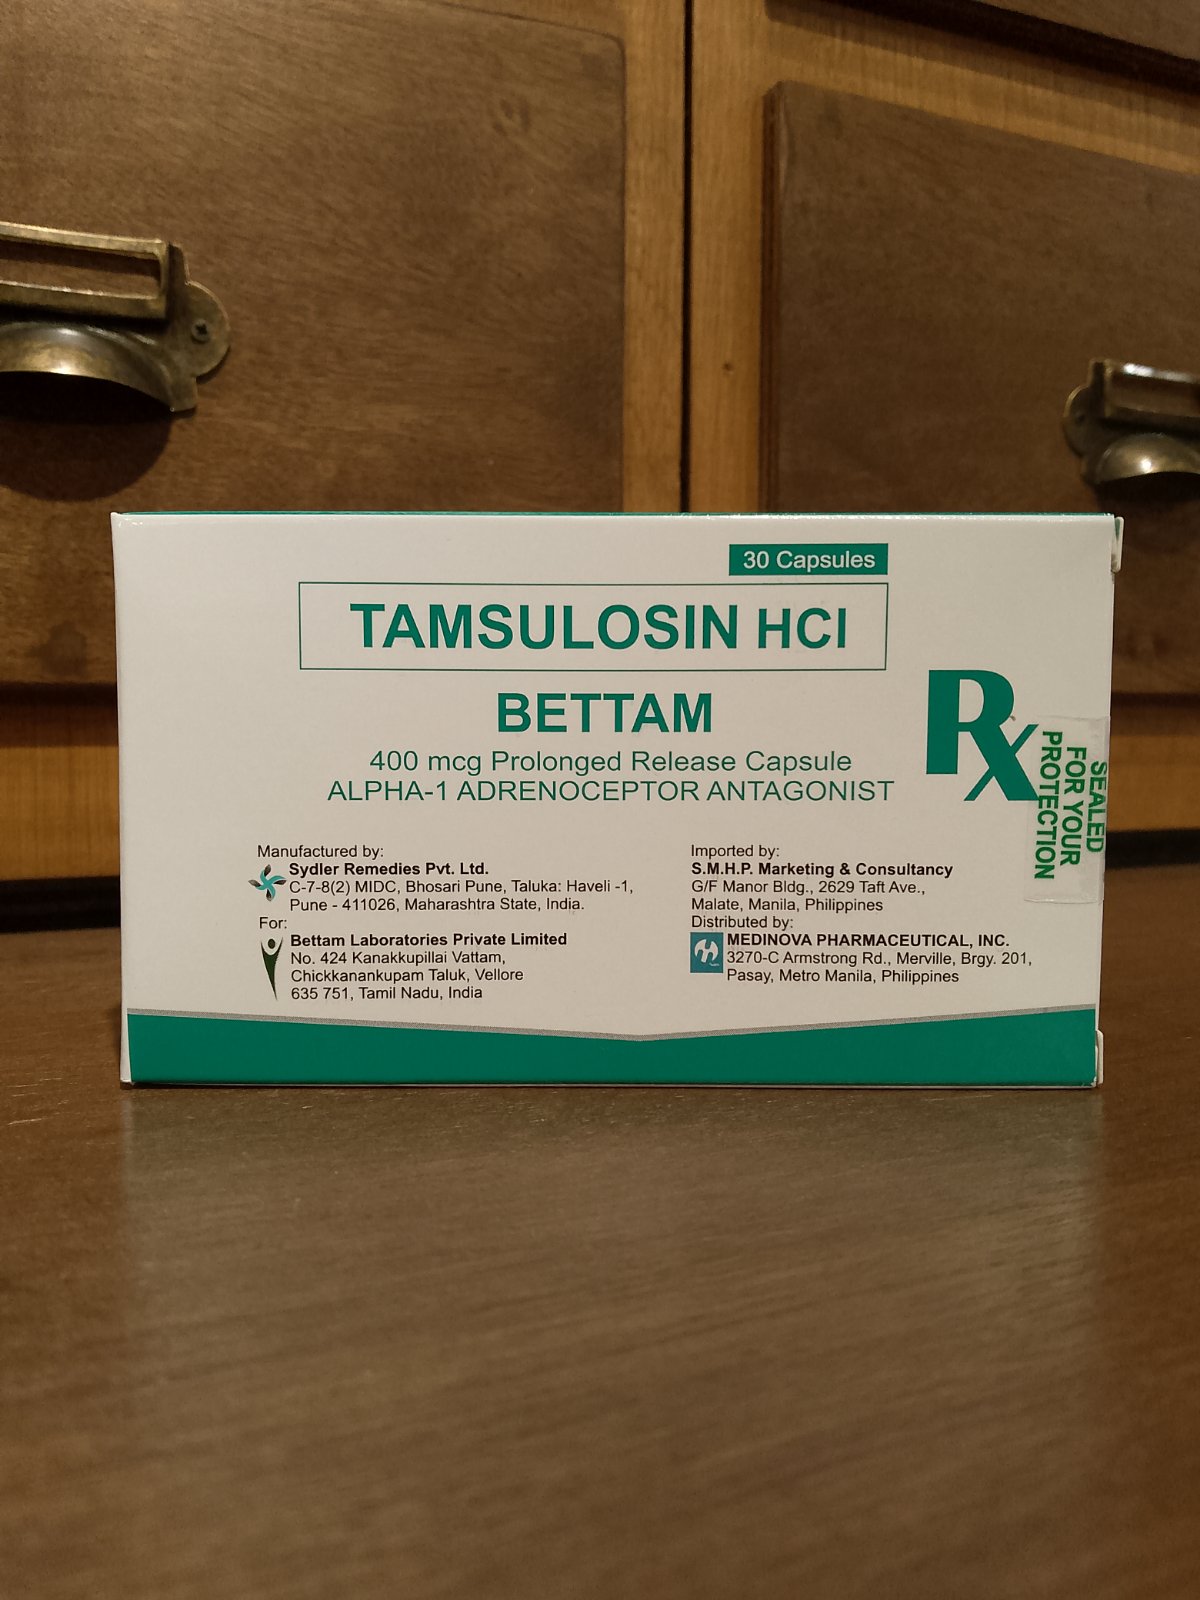 30 Capsules
TAMSULOSIN HCl
BETTAM
400 mcg Prolonged Release Capsule
ALPHA-1 ADRENOCEPTOR ANTAGONIST
Rx
SEALED
FOR YOUR
PROTECTION
Manufactured by:
Sydler Remedies Pvt. Ltd.
C-7-8(2) MIDC, Bhosari Pune, Taluka: Haveli -1,
Pune - 411026, Maharashtra State, India.
For:
Bettam Laboratories Private Limited
No. 424 Kanakkupillai Vattam,
Chickkanankupam Taluk, Vellore
635 751, Tamil Nadu, India
Imported by:
S.M.H.P. Marketing & Consultancy
G/F Manor Bldg., 2629 Taft Ave.,
Malate, Manila, Philippines
Distributed by:
MEDINOVA PHARMACEUTICAL, INC.
3270-C Armstrong Rd., Merville, Brgy. 201,
Pasay, Metro Manila, Philippines